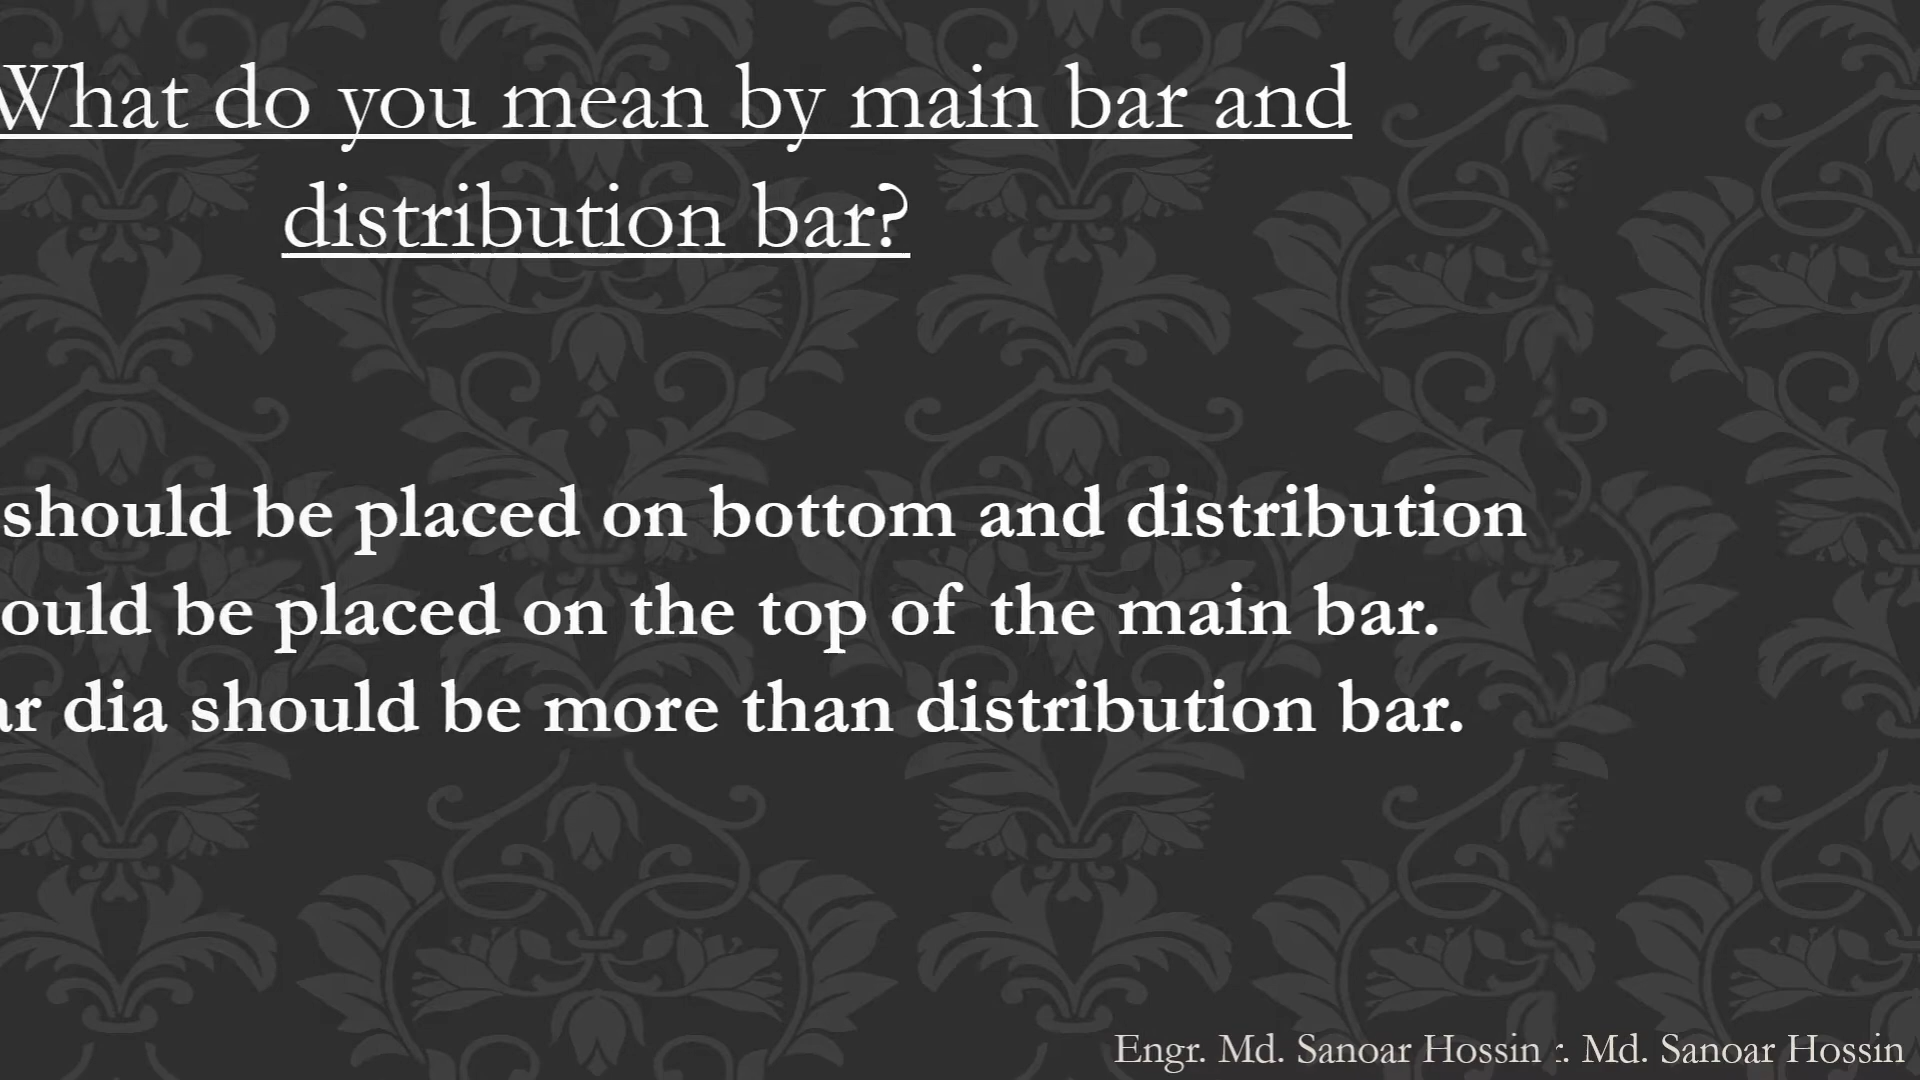 What do you mean by main bar and
distribution bar?
should be placed on bottom and distribution
be placed on the top of the main bar.
dia should be more than distribution bar.
Engr. Md. Sanoar Hossin Md. Sanoar Hossin